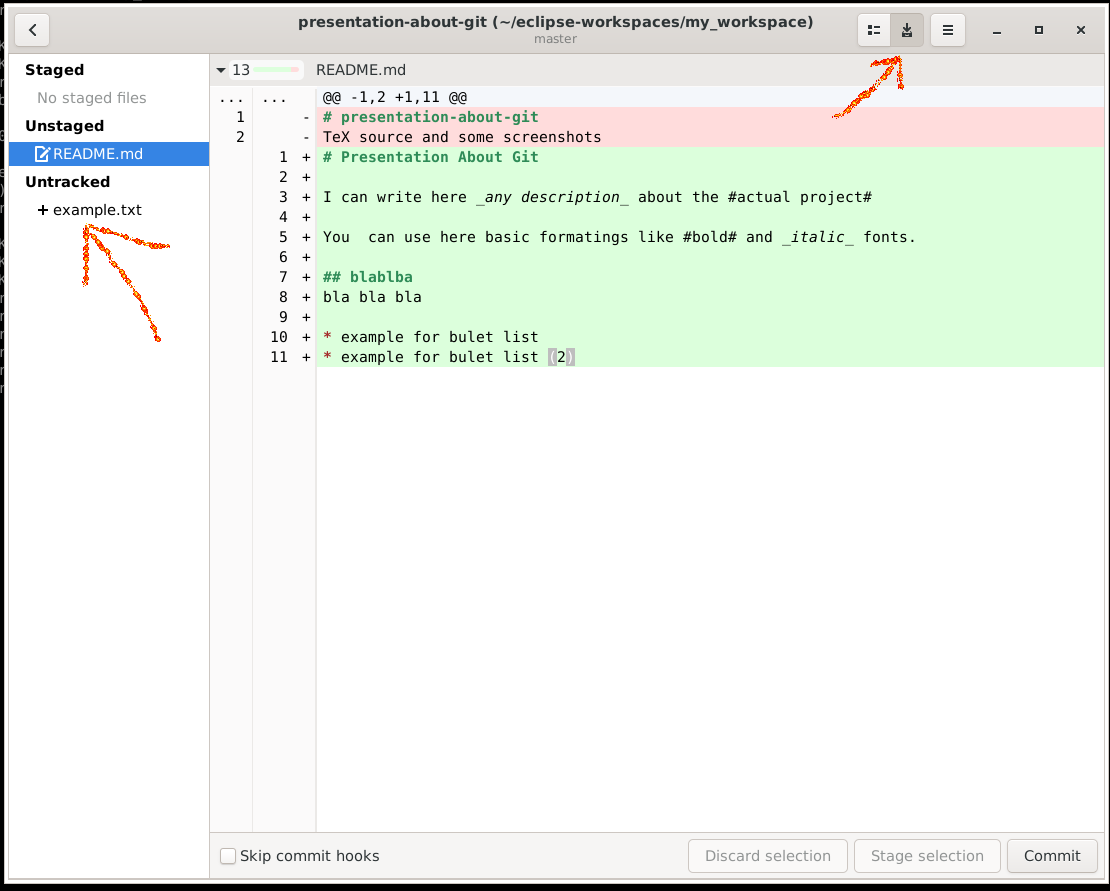 presentation-about-git (~/eclipse-workspaces/my_workspace)
master
Staged
No staged files
Unstaged
README.md
Untracked
+ example.txt
13 README.md
... ... @@ -1,2 +1,11 @@
1 - # presentation-about-git
2 - TeX source and some screenshots
1 + # Presentation About Git
2 +
3 + I can write here _any description_ about the #actual project#
4 +
5 + You  can use here basic formatings like #bold# and _italic_ fonts.
6 +
7 + ## blablba
8 + bla bla bla
9 +
10 + * example for bulet list
11 + * example for bulet list (2)
Skip commit hooks
Discard selection
Stage selection
Commit